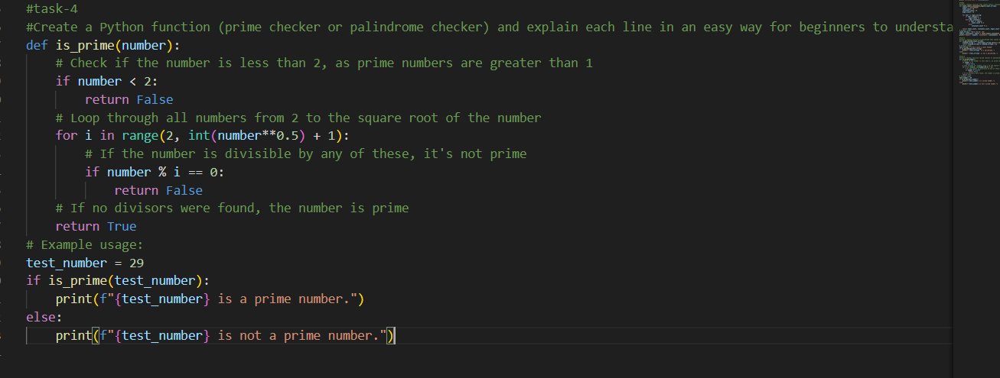 #task-4
#Create a Python function (prime checker or palindrome checker) and explain each line in an easy way for beginners to understa
def is_prime(number):
    # Check if the number is less than 2, as prime numbers are greater than 1
    if number < 2:
        return False
    # Loop through all numbers from 2 to the square root of the number
    for i in range(2, int(number**0.5) + 1):
        # If the number is divisible by any of these, it's not prime
        if number % i == 0:
            return False
    # If no divisors were found, the number is prime
    return True
# Example usage:
test_number = 29
if is_prime(test_number):
    print(f"{test_number} is a prime number.")
else:
    print(f"{test_number} is not a prime number.")